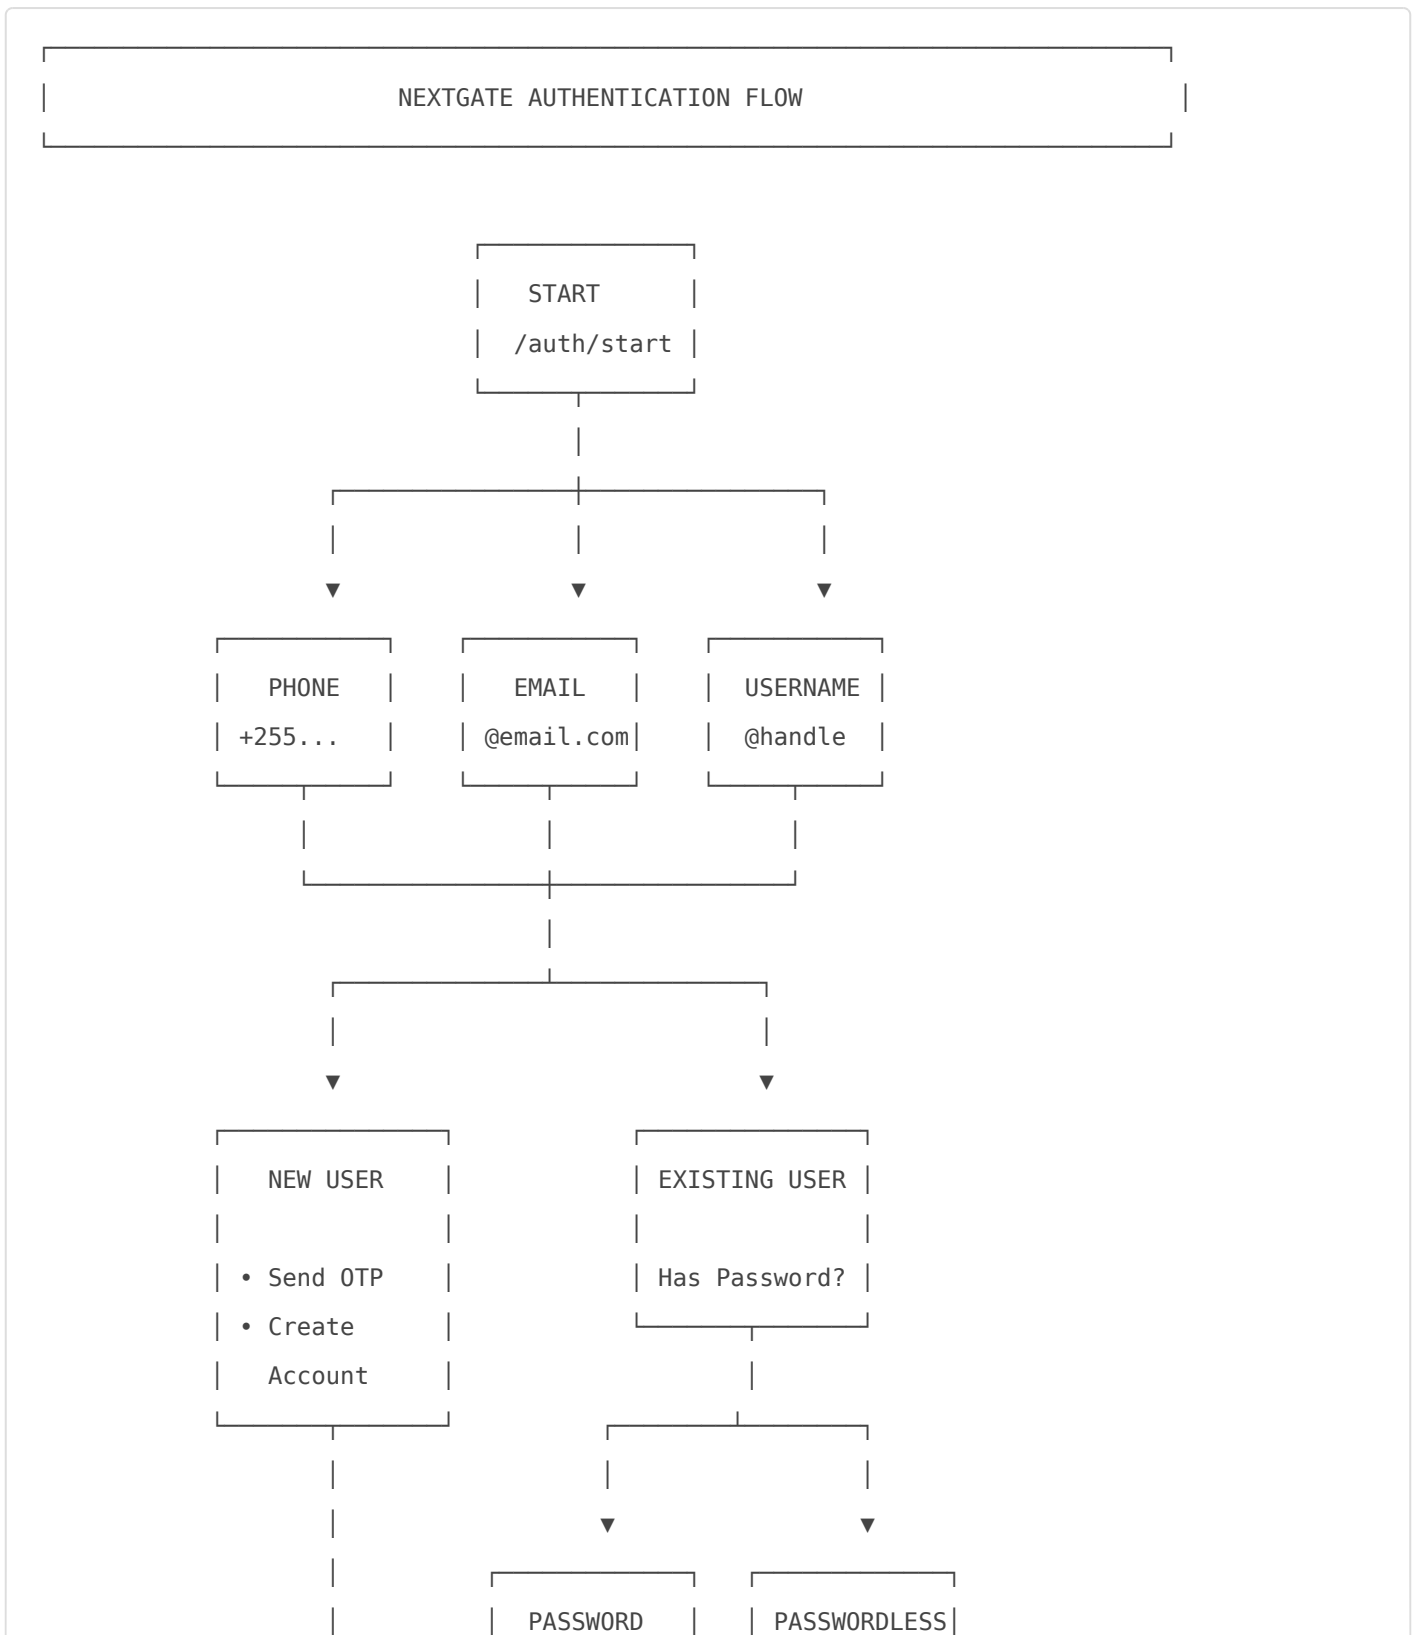 NEXTGATE AUTHENTICATION FLOW
START
/auth/start
PHONE EMAIL USERNAME
+255... @email.com @handle
NEW USER EXISTING USER
• Send OTP Has Password?
• Create
Account
PASSWORD PASSWORDLESS